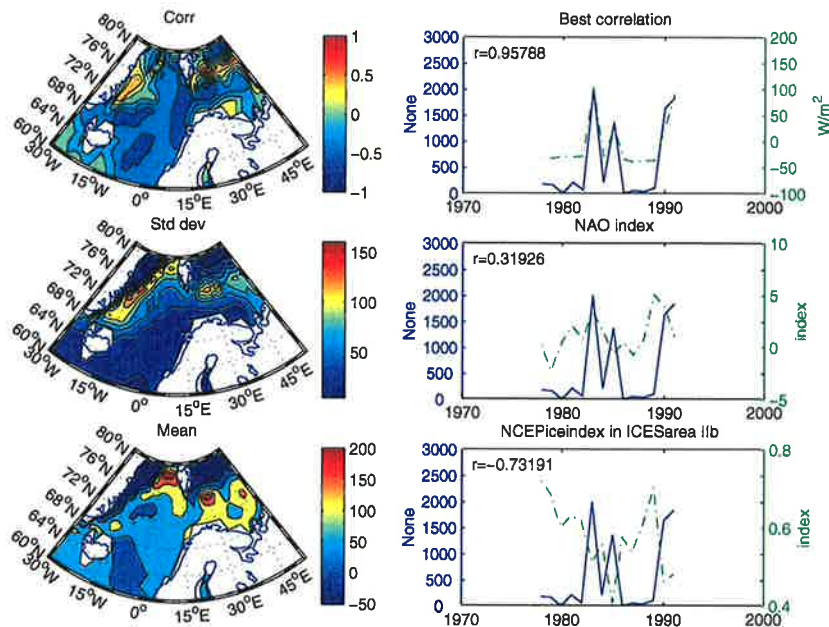 Corr
80°N
76°N
72°N
68°N
64°N
60°N
30°W
15°W
0°
15°E
30°E
45°E
1
0.5
0
−0.5
−1
Best correlation
r=0.95788
3000
2500
2000
1500
1000
500
0
None
200
150
100
50
0
−50
−100
W/m²
1970
1980
1990
2000
Std dev
80°N
76°N
72°N
68°N
64°N
60°N
30°W
15°W
0°
15°E
30°E
45°E
150
100
50
NAO index
r=0.31926
3000
2500
2000
1500
1000
500
0
None
10
5
0
−5
index
1970
1980
1990
2000
Mean
80°N
76°N
72°N
68°N
64°N
60°N
30°W
15°W
0°
15°E
30°E
45°E
200
150
100
50
0
−50
NCEPiceindex in ICESarea IIb
r=−0.73191
3000
2500
2000
1500
1000
500
0
None
0.8
0.6
0.4
index
1970
1980
1990
2000